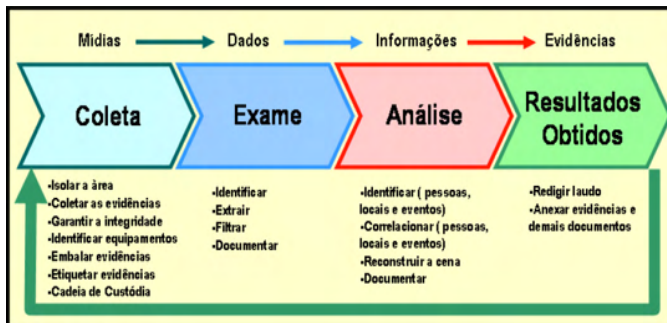 Mídias Dados Informações Evidências
Coleta
Exame
Análise
Resultados
Obtidos
•Isolar a área
•Coletar as evidências
•Garantir a integridade
•Identificar equipamentos
•Embalar evidências
•Etiquetar evidências
•Cadeia de Custódia
•Identificar
•Extrair
•Filtrar
•Documentar
•Identificar ( pessoas,
locais e eventos)
•Correlacionar ( pessoas,
locais e eventos)
•Reconstruir a cena
•Documentar
•Redigir laudo
•Anexar evidências e
demais documentos